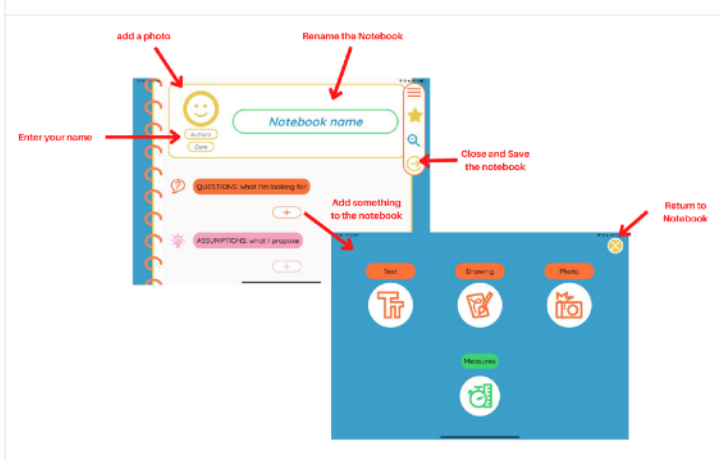 add a photo
Rename the Notebook
Notebook name
Enter your name
Authors
Date
Close and Save
the notebook
QUESTIONS: what I'm looking for
Add something
to the notebook
+
Return to
Notebook
ASSUMPTIONS: what I propose
+
Text
Drawing
Photo
Measures